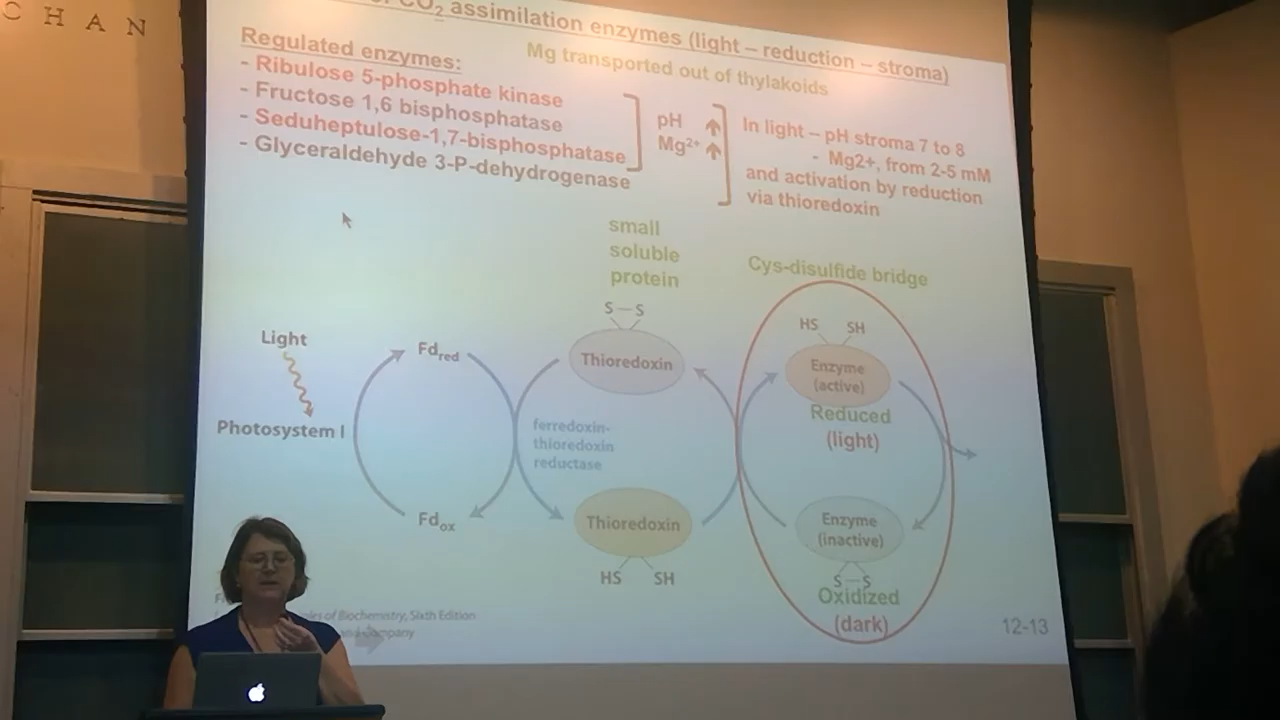 CHAN
CO2 assimilation enzymes (light – reduction – stroma)
Regulated enzymes:
Mg transported out of thylakoids
- Ribulose 5-phosphate kinase
- Fructose 1,6 bisphosphatase
- Seduheptulose-1,7-bisphosphatase
- Glyceraldehyde 3-P-dehydrogenase
pH
Mg2+
In light – pH stroma 7 to 8
- Mg2+, from 2-5 mM
and activation by reduction
via thioredoxin
small
soluble
protein
Cys-disulfide bridge
S—S
HS SH
Light
Fdred
Thioredoxin
Enzyme
(active)
Reduced
(light)
Photosystem I
ferredoxin-
thioredoxin
reductase
Fdox
Thioredoxin
HS SH
Enzyme
(inactive)
S—S
Oxidized
(dark)
of Biochemistry, Sixth Edition
Company
12-13